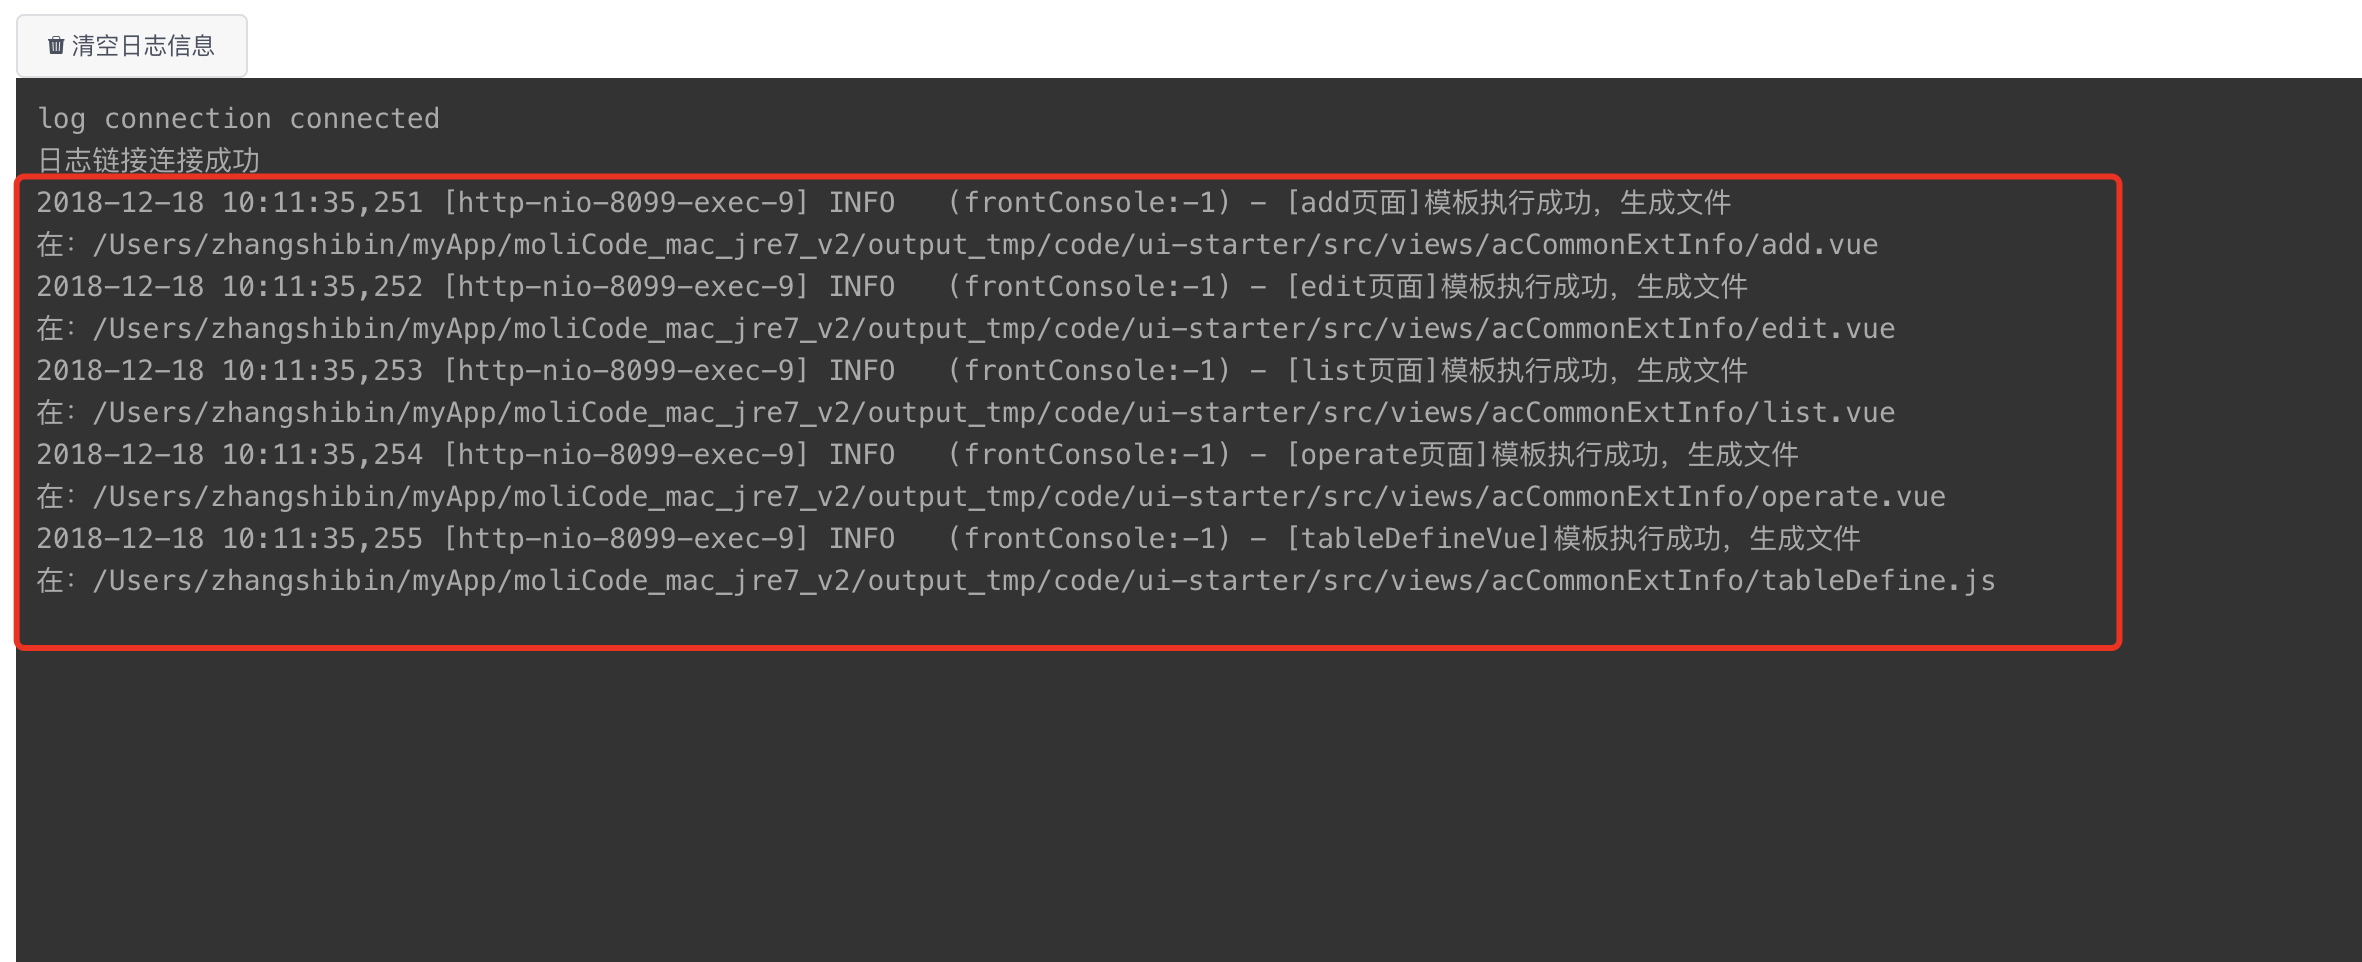 清空日志信息
log connection connected
日志链接连接成功
2018-12-18 10:11:35,251 [http-nio-8099-exec-9] INFO   (frontConsole:-1) - [add页面]模板执行成功，生成文件
在：/Users/zhangshibin/myApp/moliCode_mac_jre7_v2/output_tmp/code/ui-starter/src/views/acCommonExtInfo/add.vue
2018-12-18 10:11:35,252 [http-nio-8099-exec-9] INFO   (frontConsole:-1) - [edit页面]模板执行成功，生成文件
在：/Users/zhangshibin/myApp/moliCode_mac_jre7_v2/output_tmp/code/ui-starter/src/views/acCommonExtInfo/edit.vue
2018-12-18 10:11:35,253 [http-nio-8099-exec-9] INFO   (frontConsole:-1) - [list页面]模板执行成功，生成文件
在：/Users/zhangshibin/myApp/moliCode_mac_jre7_v2/output_tmp/code/ui-starter/src/views/acCommonExtInfo/list.vue
2018-12-18 10:11:35,254 [http-nio-8099-exec-9] INFO   (frontConsole:-1) - [operate页面]模板执行成功，生成文件
在：/Users/zhangshibin/myApp/moliCode_mac_jre7_v2/output_tmp/code/ui-starter/src/views/acCommonExtInfo/operate.vue
2018-12-18 10:11:35,255 [http-nio-8099-exec-9] INFO   (frontConsole:-1) - [tableDefineVue]模板执行成功，生成文件
在：/Users/zhangshibin/myApp/moliCode_mac_jre7_v2/output_tmp/code/ui-starter/src/views/acCommonExtInfo/tableDefine.js